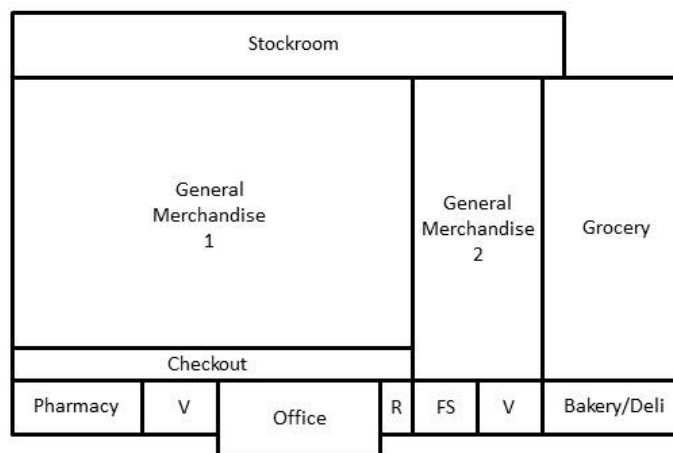 Stockroom
General
Merchandise
1
General
Merchandise
2
Grocery
Checkout
Pharmacy
V
Office
R
FS
V
Bakery/Deli